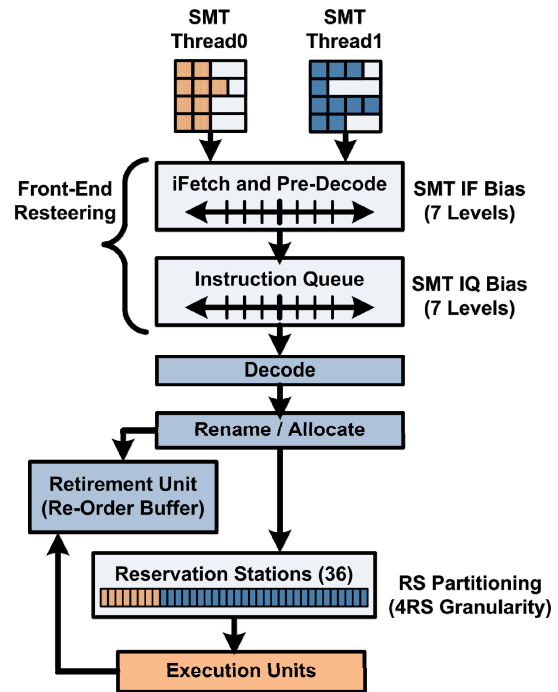 SMT
Thread0
SMT
Thread1
Front-End
Resteering
iFetch and Pre-Decode
SMT IF Bias
(7 Levels)
Instruction Queue
SMT IQ Bias
(7 Levels)
Decode
Rename / Allocate
Retirement Unit
(Re-Order Buffer)
Reservation Stations (36)
RS Partitioning
(4RS Granularity)
Execution Units